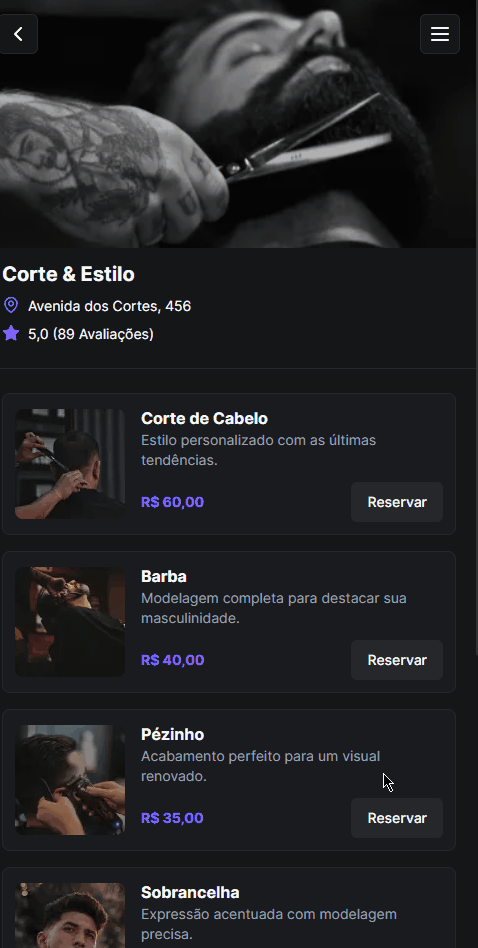 Corte & Estilo
Avenida dos Cortes, 456
5,0 (89 Avaliações)
Corte de Cabelo
Estilo personalizado com as últimas
tendências.
R$ 60,00
Reservar
Barba
Modelagem completa para destacar sua
masculinidade.
R$ 40,00
Reservar
Pézinho
Acabamento perfeito para um visual
renovado.
R$ 35,00
Reservar
Sobrancelha
Expressão acentuada com modelagem
precisa.